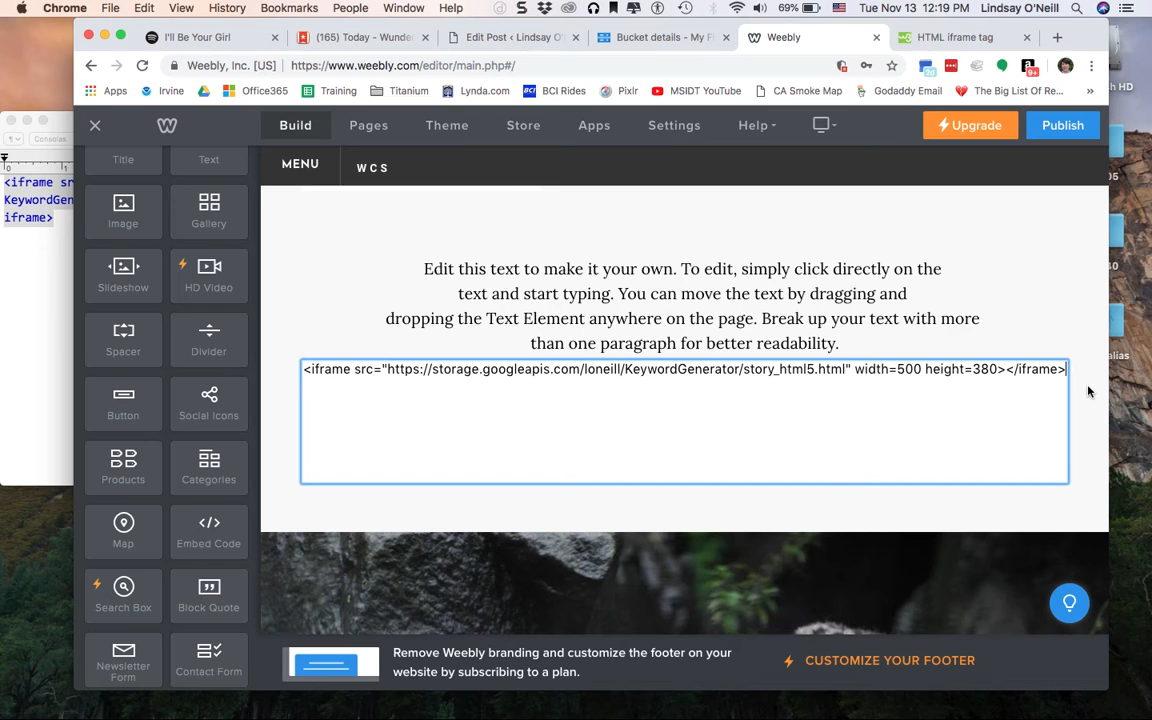 Chrome File Edit View History Bookmarks People Window Help 69% Tue Nov 13 12:19 PM Lindsay O'Neill
I'll Be Your Girl
(165) Today - Wunde
Edit Post ‹ Lindsay O'
Bucket details - My F
Weebly
HTML iframe tag
Weebly, Inc. [US] | https://www.weebly.com/editor/main.php#/
Apps Irvine Office365 Training Titanium Lynda.com BCI Rides Pixlr MSIDT YouTube CA Smoke Map Godaddy Email The Big List Of Re... »
Build Pages Theme Store Apps Settings Help Upgrade Publish
Consolas
<iframe sr
KeywordGen
iframe>
Title Text
Image Gallery
Slideshow HD Video
Spacer Divider
Button Social Icons
Products Categories
Map Embed Code
Search Box Block Quote
Newsletter Form Contact Form
MENU WCS
Edit this text to make it your own. To edit, simply click directly on the
text and start typing. You can move the text by dragging and
dropping the Text Element anywhere on the page. Break up your text with more
than one paragraph for better readability.
<iframe src="https://storage.googleapis.com/loneill/KeywordGenerator/story_html5.html" width=500 height=380></iframe>
Remove Weebly branding and customize the footer on your
website by subscribing to a plan.
CUSTOMIZE YOUR FOOTER